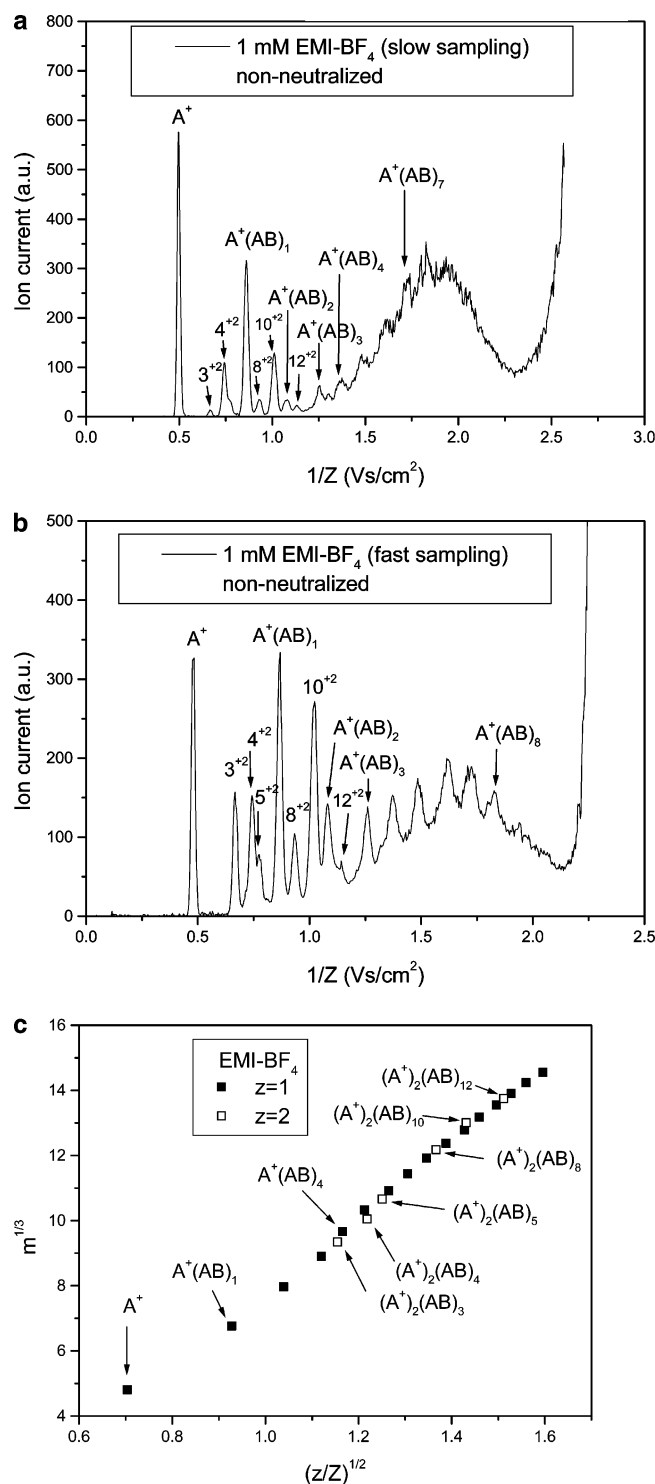 a
800
700
600
500
400
300
200
100
0
Ion current (a.u.)
1 mM EMI-BF₄ (slow sampling)
non-neutralized
A⁺
3⁺²
4⁺²
A⁺(AB)₁
8⁺²
10⁺²
A⁺(AB)₂
12⁺²
A⁺(AB)₃
A⁺(AB)₄
A⁺(AB)₇
0.0 0.5 1.0 1.5 2.0 2.5 3.0
1/Z (Vs/cm²)
b
500
400
300
200
100
0
Ion current (a.u.)
1 mM EMI-BF₄ (fast sampling)
non-neutralized
A⁺
3⁺²
4⁺²
5⁺²
A⁺(AB)₁
8⁺²
10⁺²
A⁺(AB)₂
12⁺²
A⁺(AB)₃
A⁺(AB)₈
0.0 0.5 1.0 1.5 2.0 2.5
1/Z (Vs/cm²)
c
16
14
12
10
8
6
4
m¹ᐟ³
EMI-BF₄
z=1
z=2
(A⁺)₂(AB)₁₂
(A⁺)₂(AB)₁₀
(A⁺)₂(AB)₈
A⁺(AB)₄
(A⁺)₂(AB)₅
(A⁺)₂(AB)₄
(A⁺)₂(AB)₃
A⁺(AB)₁
A⁺
0.6 0.8 1.0 1.2 1.4 1.6
(z/Z)¹ᐟ²